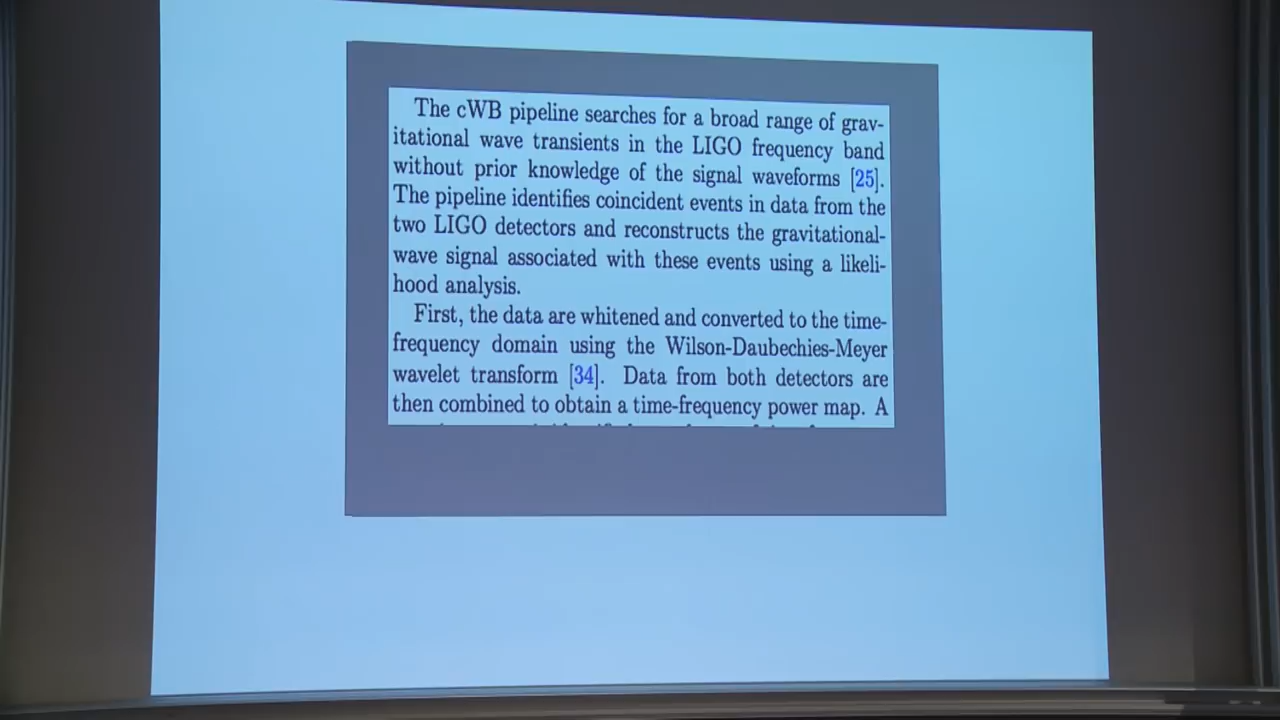 The cWB pipeline searches for a broad range of grav-
itational wave transients in the LIGO frequency band
without prior knowledge of the signal waveforms [25].
The pipeline identifies coincident events in data from the
two LIGO detectors and reconstructs the gravitational-
wave signal associated with these events using a likeli-
hood analysis.
First, the data are whitened and converted to the time-
frequency domain using the Wilson-Daubechies-Meyer
wavelet transform [34]. Data from both detectors are
then combined to obtain a time-frequency power map. A